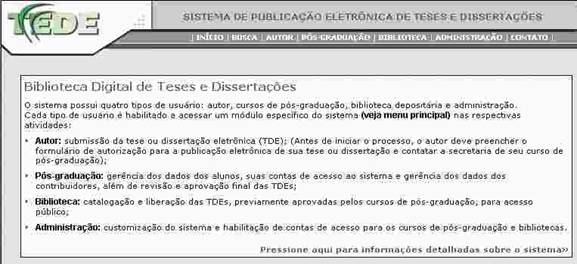 TEDE
SISTEMA DE PUBLICAÇÃO ELETRÔNICA DE TESES E DISSERTAÇÕES
| INÍCIO | BUSCA | AUTOR | PÓS-GRADUAÇÃO | BIBLIOTECA | ADMINISTRAÇÃO | CONTATO |
Biblioteca Digital de Teses e Dissertações
O sistema possui quatro tipos de usuário: autor, cursos de pós-graduação, biblioteca depositária e administração.
Cada tipo de usuário é habilitado a acessar um módulo específico do sistema (veja menu principal) nas respectivas
atividades:
• Autor: submissão da tese ou dissertação eletrônica (TDE); (Antes de iniciar o processo, o autor deve preencher o
formulário de autorização para a publicação eletrônica de sua tese ou dissertação e contatar a secretaria de seu curso de
pós-graduação);
• Pós-graduação: gerência dos dados dos alunos, suas contas de acesso ao sistema e gerência dos dados dos
contribuidores, além de revisão e aprovação final das TDEs;
• Biblioteca: catalogação e liberação das TDEs, previamente aprovadas pelos cursos de pós-graduação, para acesso
público;
• Administração: customização do sistema e habilitação de contas de acesso para os cursos de pós-graduação e bibliotecas.
Pressione aqui para informações detalhadas sobre o sistema»